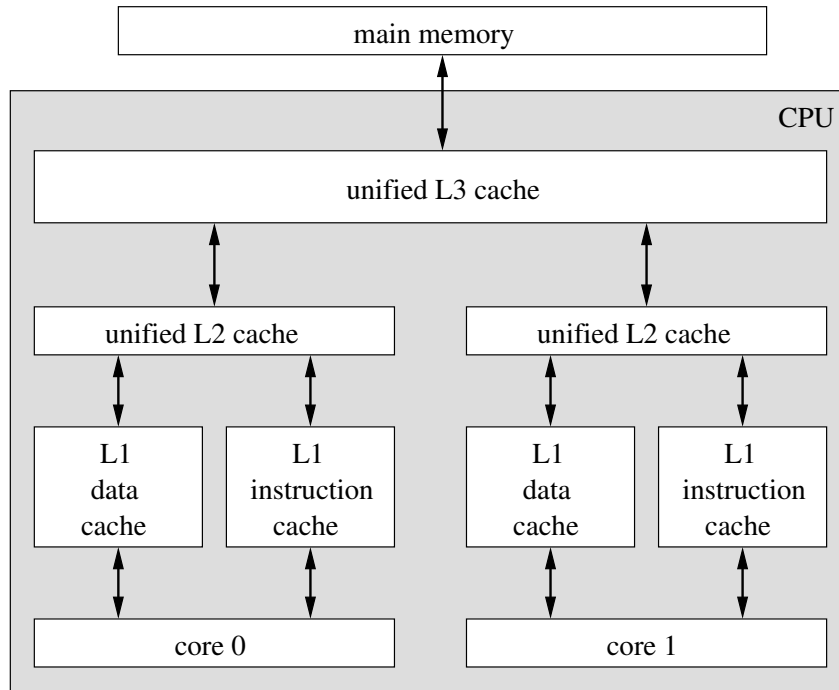 main memory
CPU
unified L3 cache
unified L2 cache
unified L2 cache
L1
data
cache
L1
instruction
cache
L1
data
cache
L1
instruction
cache
core 0
core 1